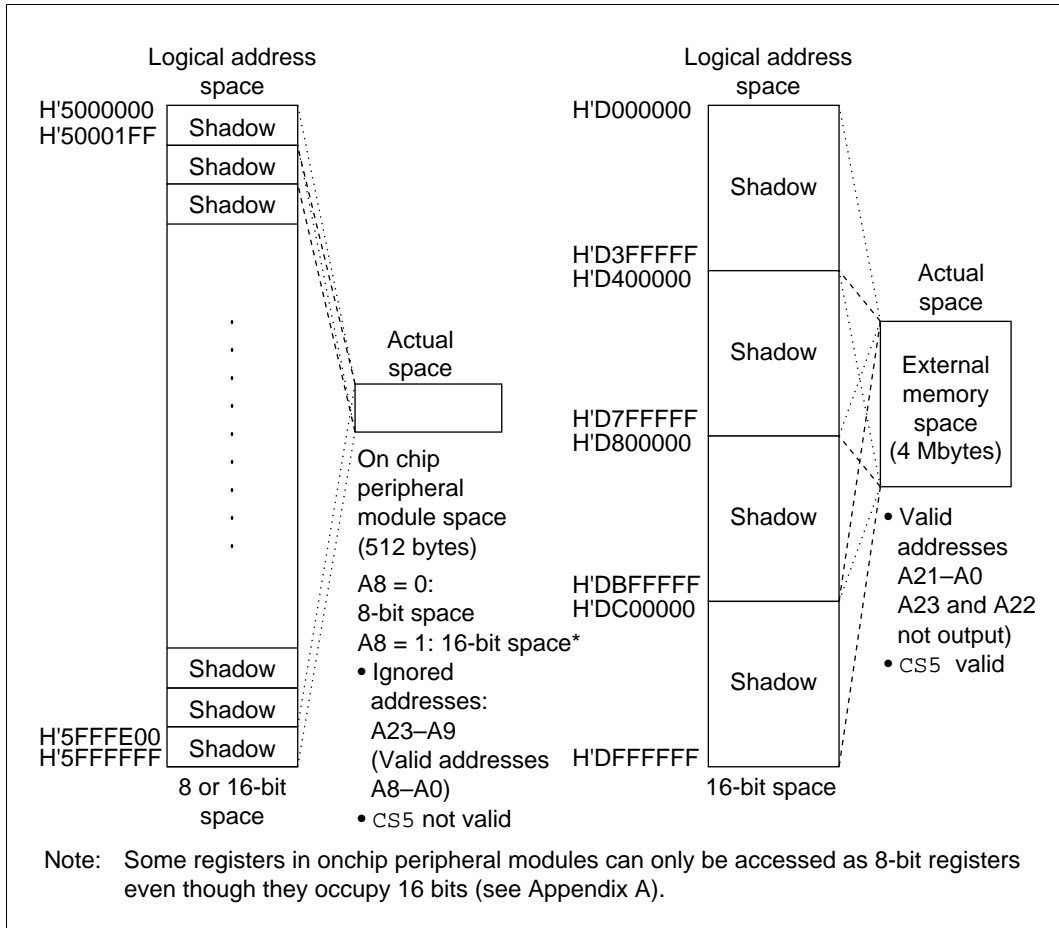 Logical address
space
H'5000000
H'50001FF
Shadow
Shadow
Shadow
Shadow
Shadow
H'5FFFE00
H'5FFFFFF
Shadow
8 or 16-bit
space
Actual
space
On chip
peripheral
module space
(512 bytes)
A8 = 0:
8-bit space
A8 = 1: 16-bit space*
• Ignored
addresses:
A23–A9
(Valid addresses
A8–A0)
• CS5 not valid
Logical address
space
H'D000000
Shadow
H'D3FFFFF
H'D400000
Shadow
H'D7FFFFF
H'D800000
Shadow
H'DBFFFFF
H'DC00000
Shadow
H'DFFFFFF
16-bit space
Actual
space
External
memory
space
(4 Mbytes)
• Valid
addresses
A21–A0
A23 and A22
not output)
• CS5 valid
Note: Some registers in onchip peripheral modules can only be accessed as 8-bit registers
even though they occupy 16 bits (see Appendix A).